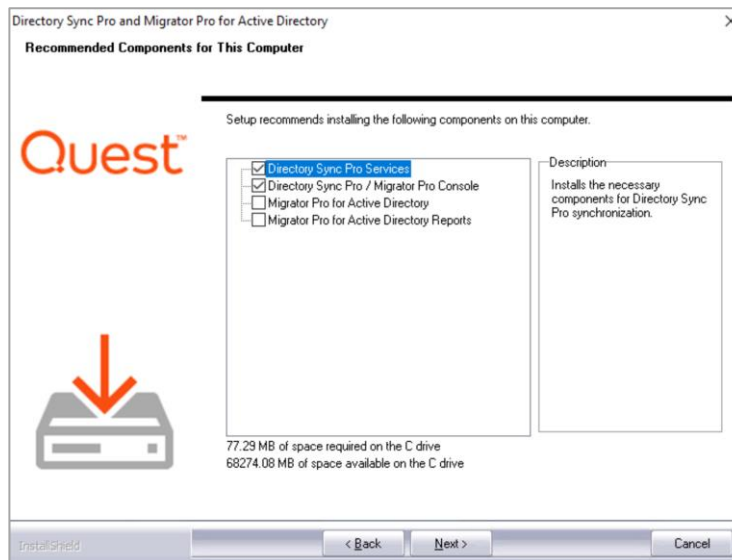 Directory Sync Pro and Migrator Pro for Active Directory
Recommended Components for This Computer
Setup recommends installing the following components on this computer.
Quest™
Directory Sync Pro Services
Directory Sync Pro / Migrator Pro Console
Migrator Pro for Active Directory
Migrator Pro for Active Directory Reports
Description
Installs the necessary
components for Directory Sync
Pro synchronization.
77.29 MB of space required on the C drive
68274.08 MB of space available on the C drive
InstallShield
< Back
Next >
Cancel